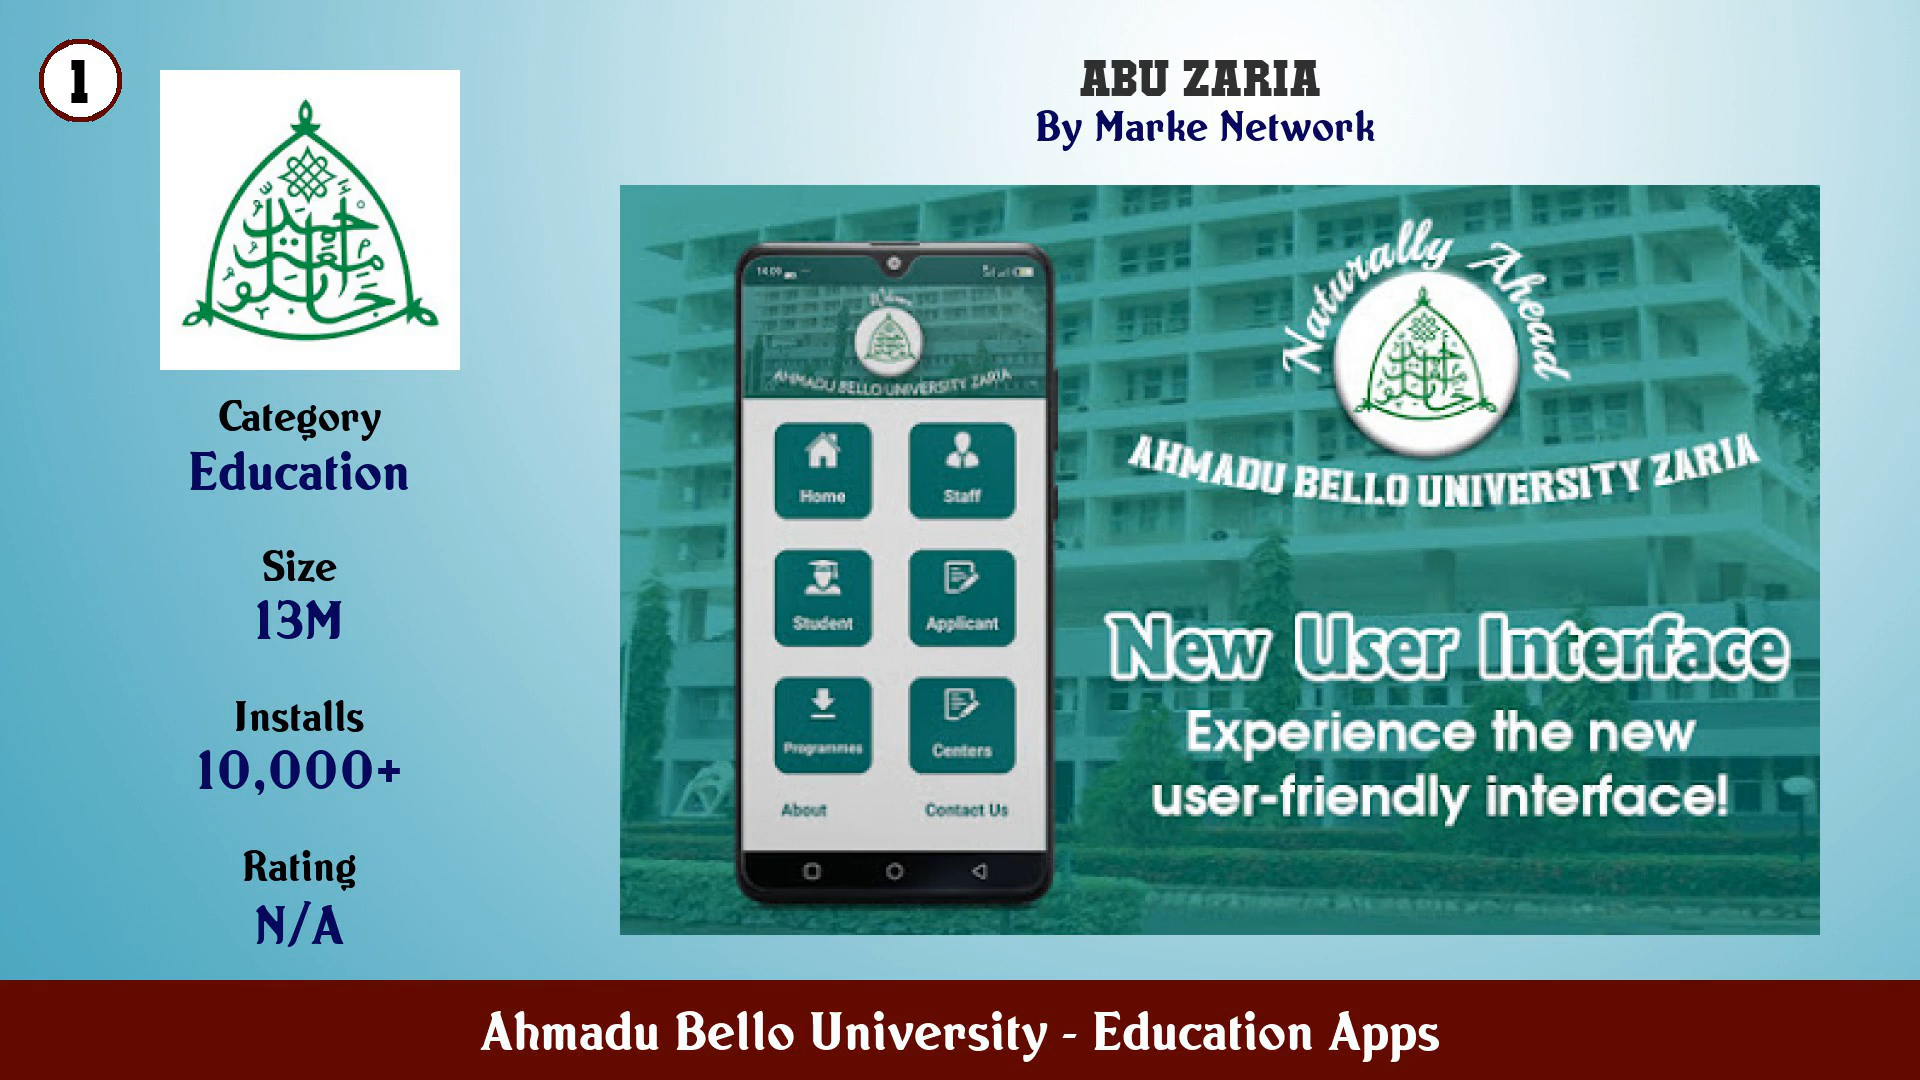 1
ABU ZARIA
By Marke Network
Category
Education
Size
13M
Installs
10,000+
Rating
N/A
Welcome
AHMADU BELLO UNIVERSITY ZARIA
Home
Staff
Student
Applicant
Programmes
Centers
About
Contact Us
Naturally Ahead
AHMADU BELLO UNIVERSITY ZARIA
New User Interface
Experience the new
user-friendly interface!
Ahmadu Bello University - Education Apps